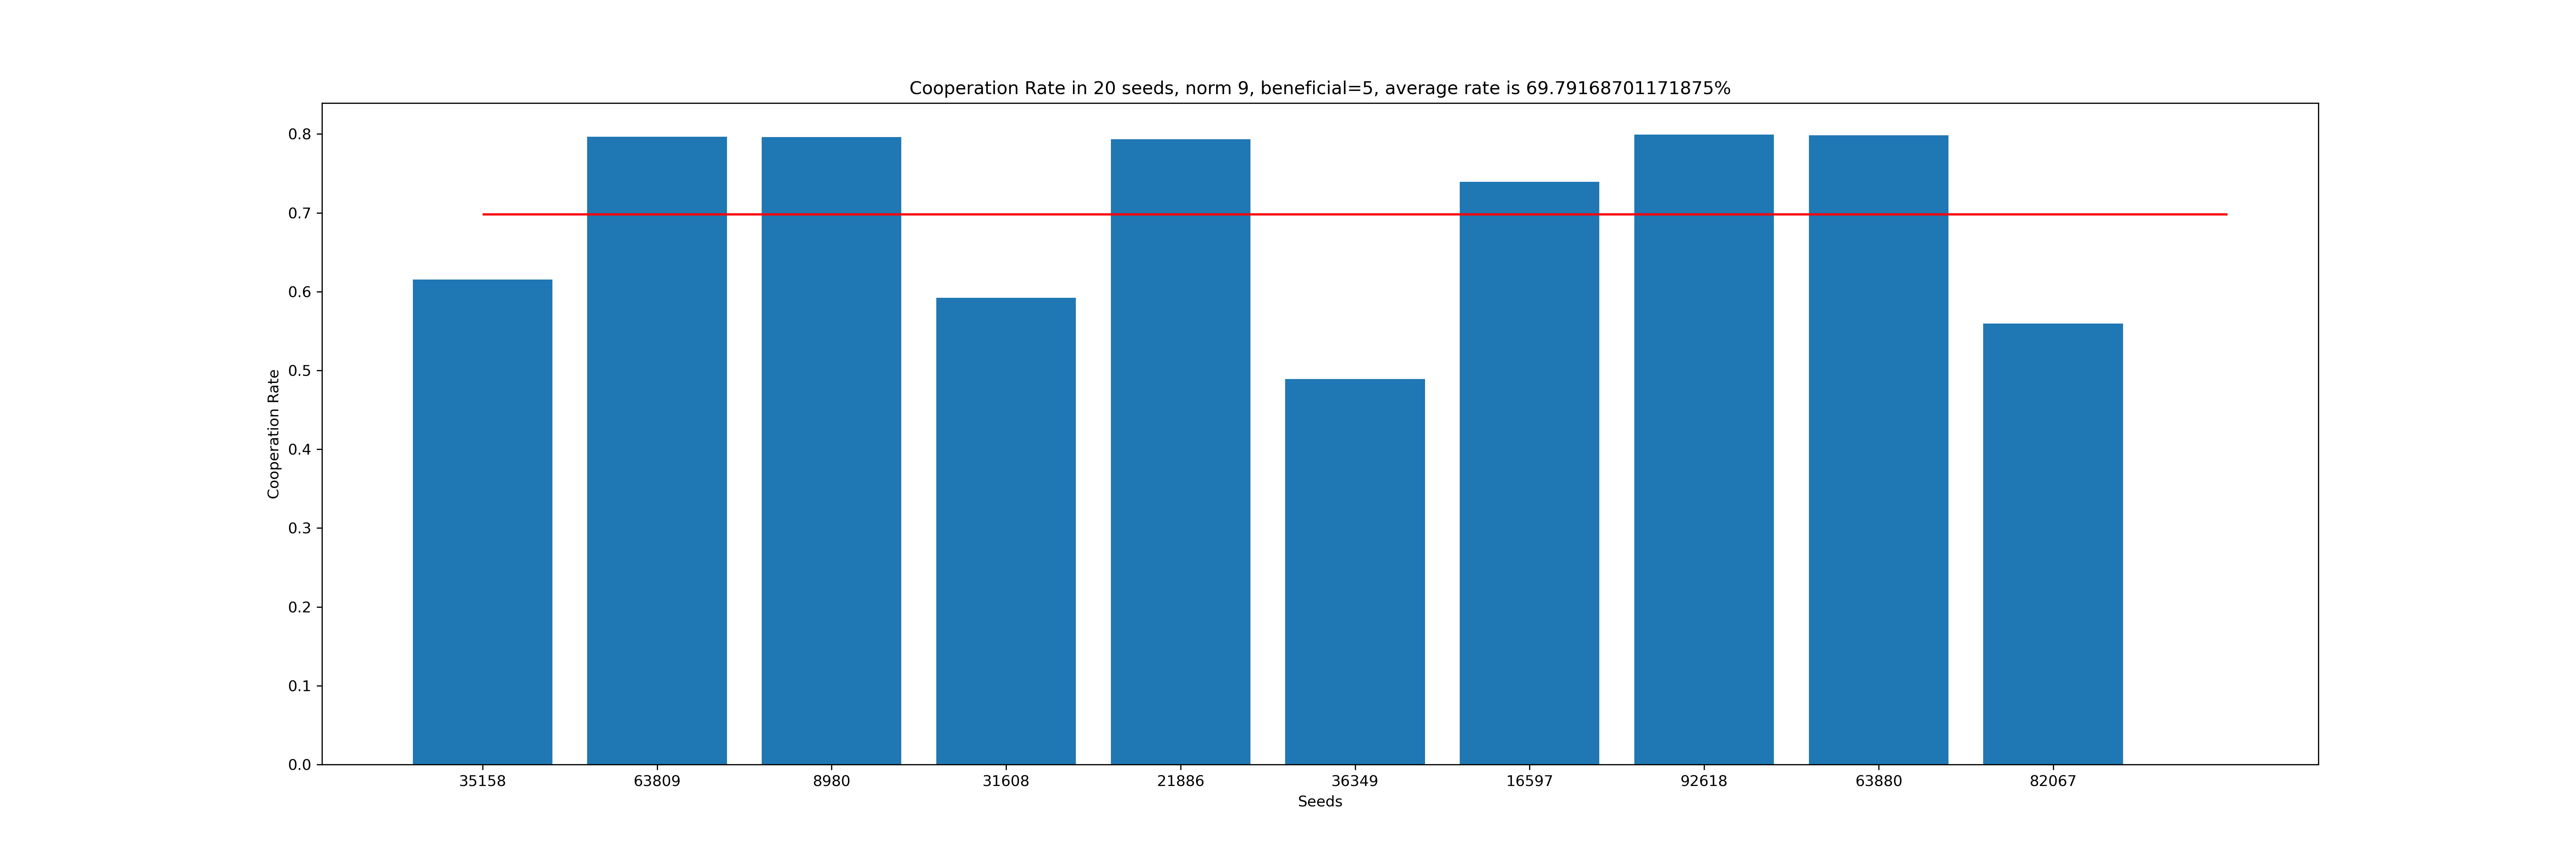 Cooperation Rate in 20 seeds, norm 9, beneficial=5, average rate is 69.79168701171875%
Cooperation Rate
0.8
0.7
0.6
0.5
0.4
0.3
0.2
0.1
0.0
35158 63809 8980 31608 21886 36349 16597 92618 63880 82067
Seeds